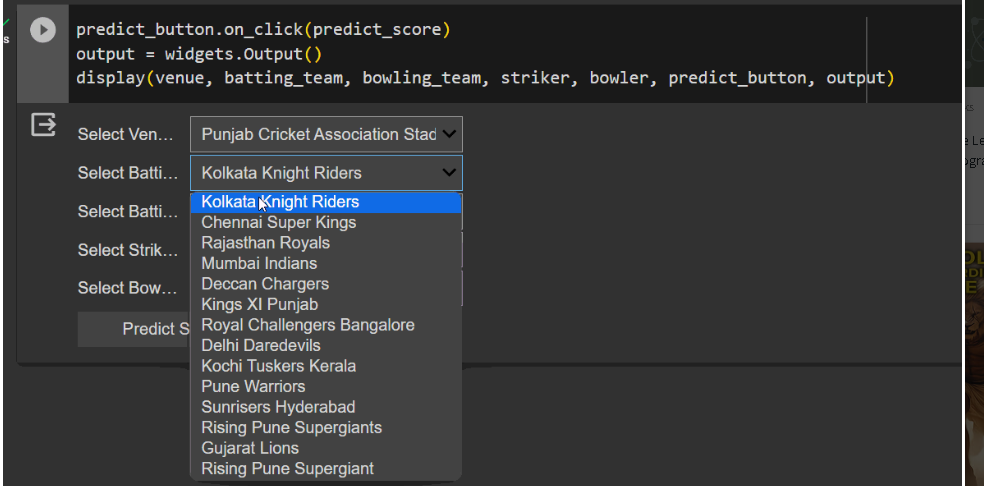 s
predict_button.on_click(predict_score)
output = widgets.Output()
display(venue, batting_team, bowling_team, striker, bowler, predict_button, output)
Select Ven... Punjab Cricket Association Stad
Select Batti... Kolkata Knight Riders
Kolkata Knight Riders
Chennai Super Kings
Select Batti...
Rajasthan Royals
Select Strik...
Mumbai Indians
Deccan Chargers
Select Bow...
Kings XI Punjab
Predict S
Royal Challengers Bangalore
Delhi Daredevils
Kochi Tuskers Kerala
Pune Warriors
Sunrisers Hyderabad
Rising Pune Supergiants
Gujarat Lions
Rising Pune Supergiant